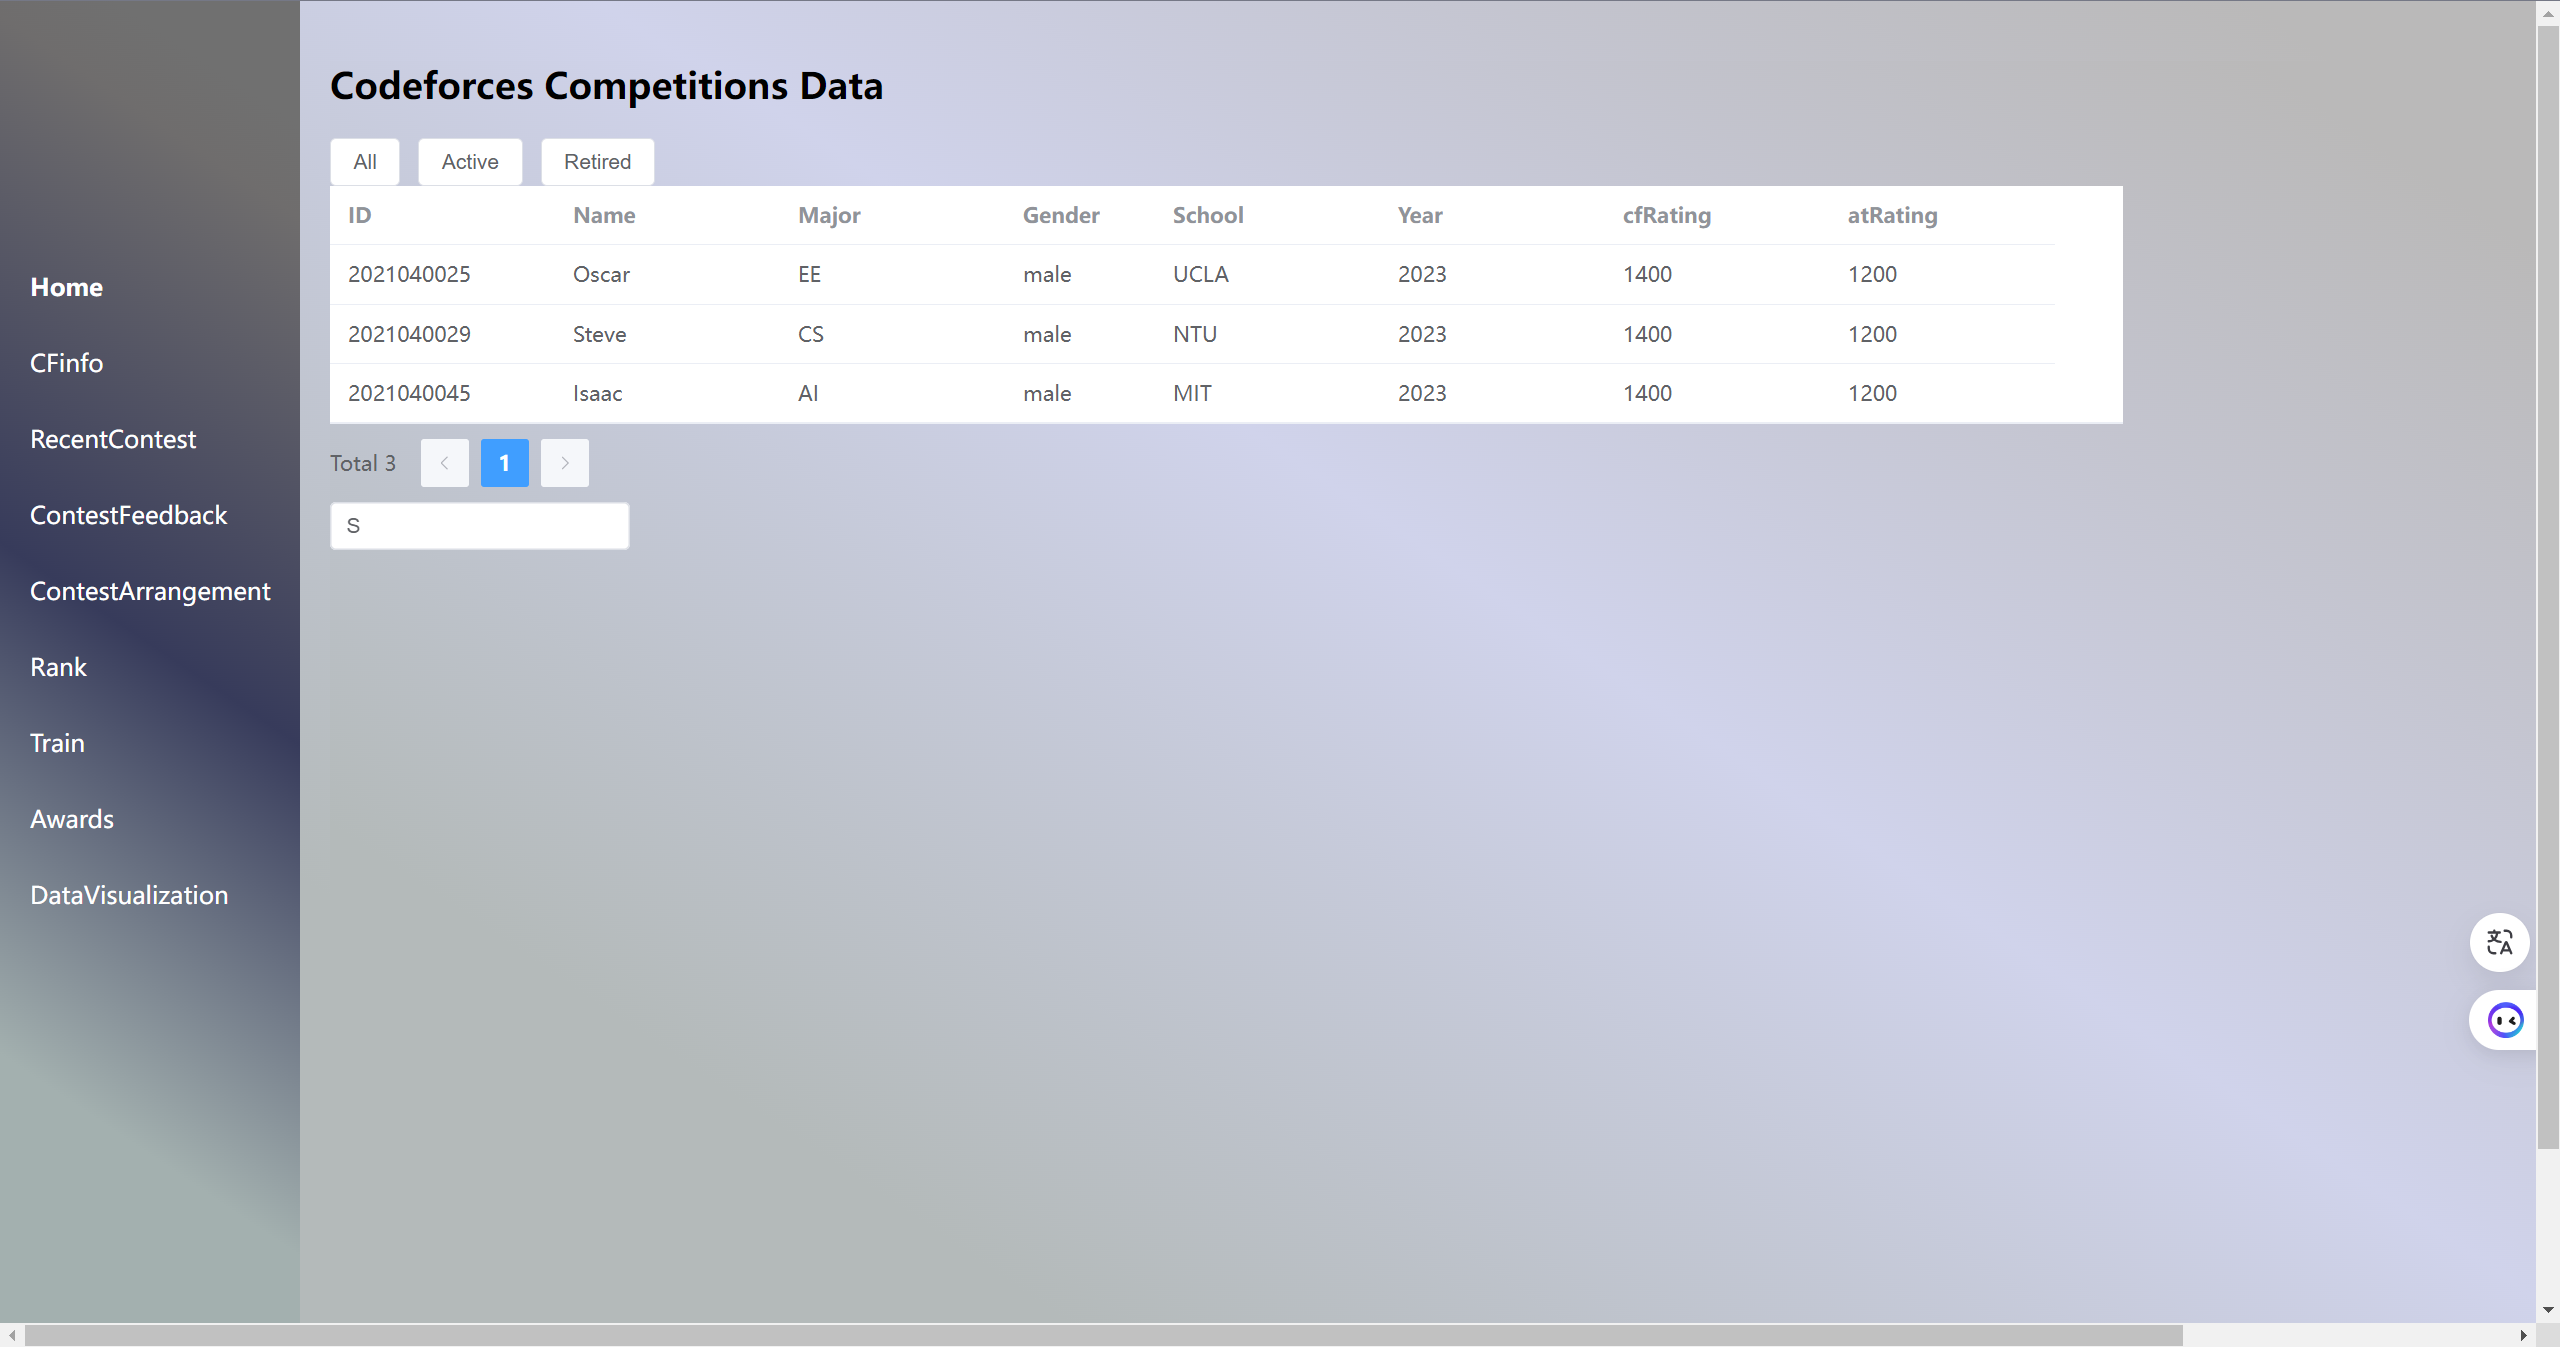 Home
CFinfo
RecentContest
ContestFeedback
ContestArrangement
Rank
Train
Awards
DataVisualization
Codeforces Competitions Data
All Active Retired
ID Name Major Gender School Year cfRating atRating
2021040025 Oscar EE male UCLA 2023 1400 1200
2021040029 Steve CS male NTU 2023 1400 1200
2021040045 Isaac AI male MIT 2023 1400 1200
Total 3 1
S
文A